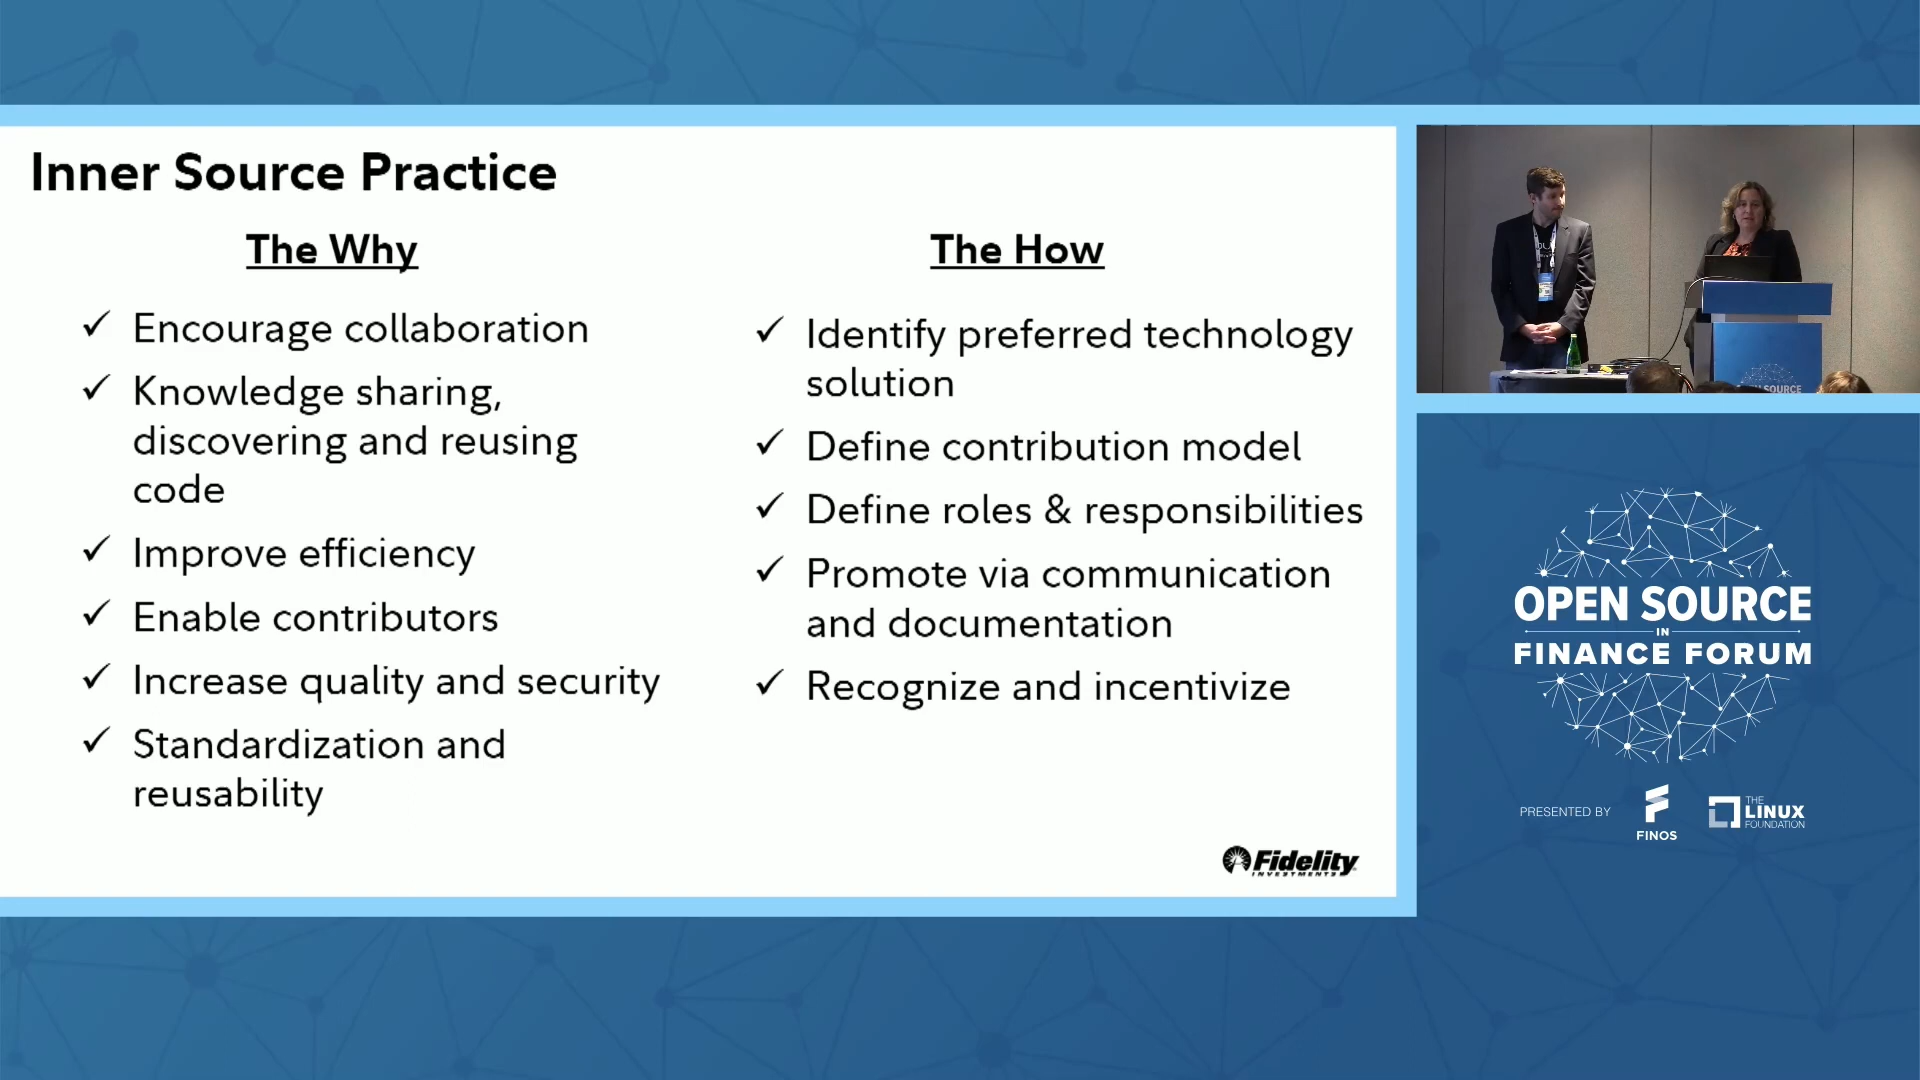 Inner Source Practice
The Why
✓ Encourage collaboration
✓ Knowledge sharing,
discovering and reusing
code
✓ Improve efficiency
✓ Enable contributors
✓ Increase quality and security
✓ Standardization and
reusability
The How
✓ Identify preferred technology
solution
✓ Define contribution model
✓ Define roles & responsibilities
✓ Promote via communication
and documentation
✓ Recognize and incentivize
Fidelity
INVESTMENTS
OPEN SOURCE
IN
FINANCE FORUM
PRESENTED BY
FINOS
THE
LINUX
FOUNDATION